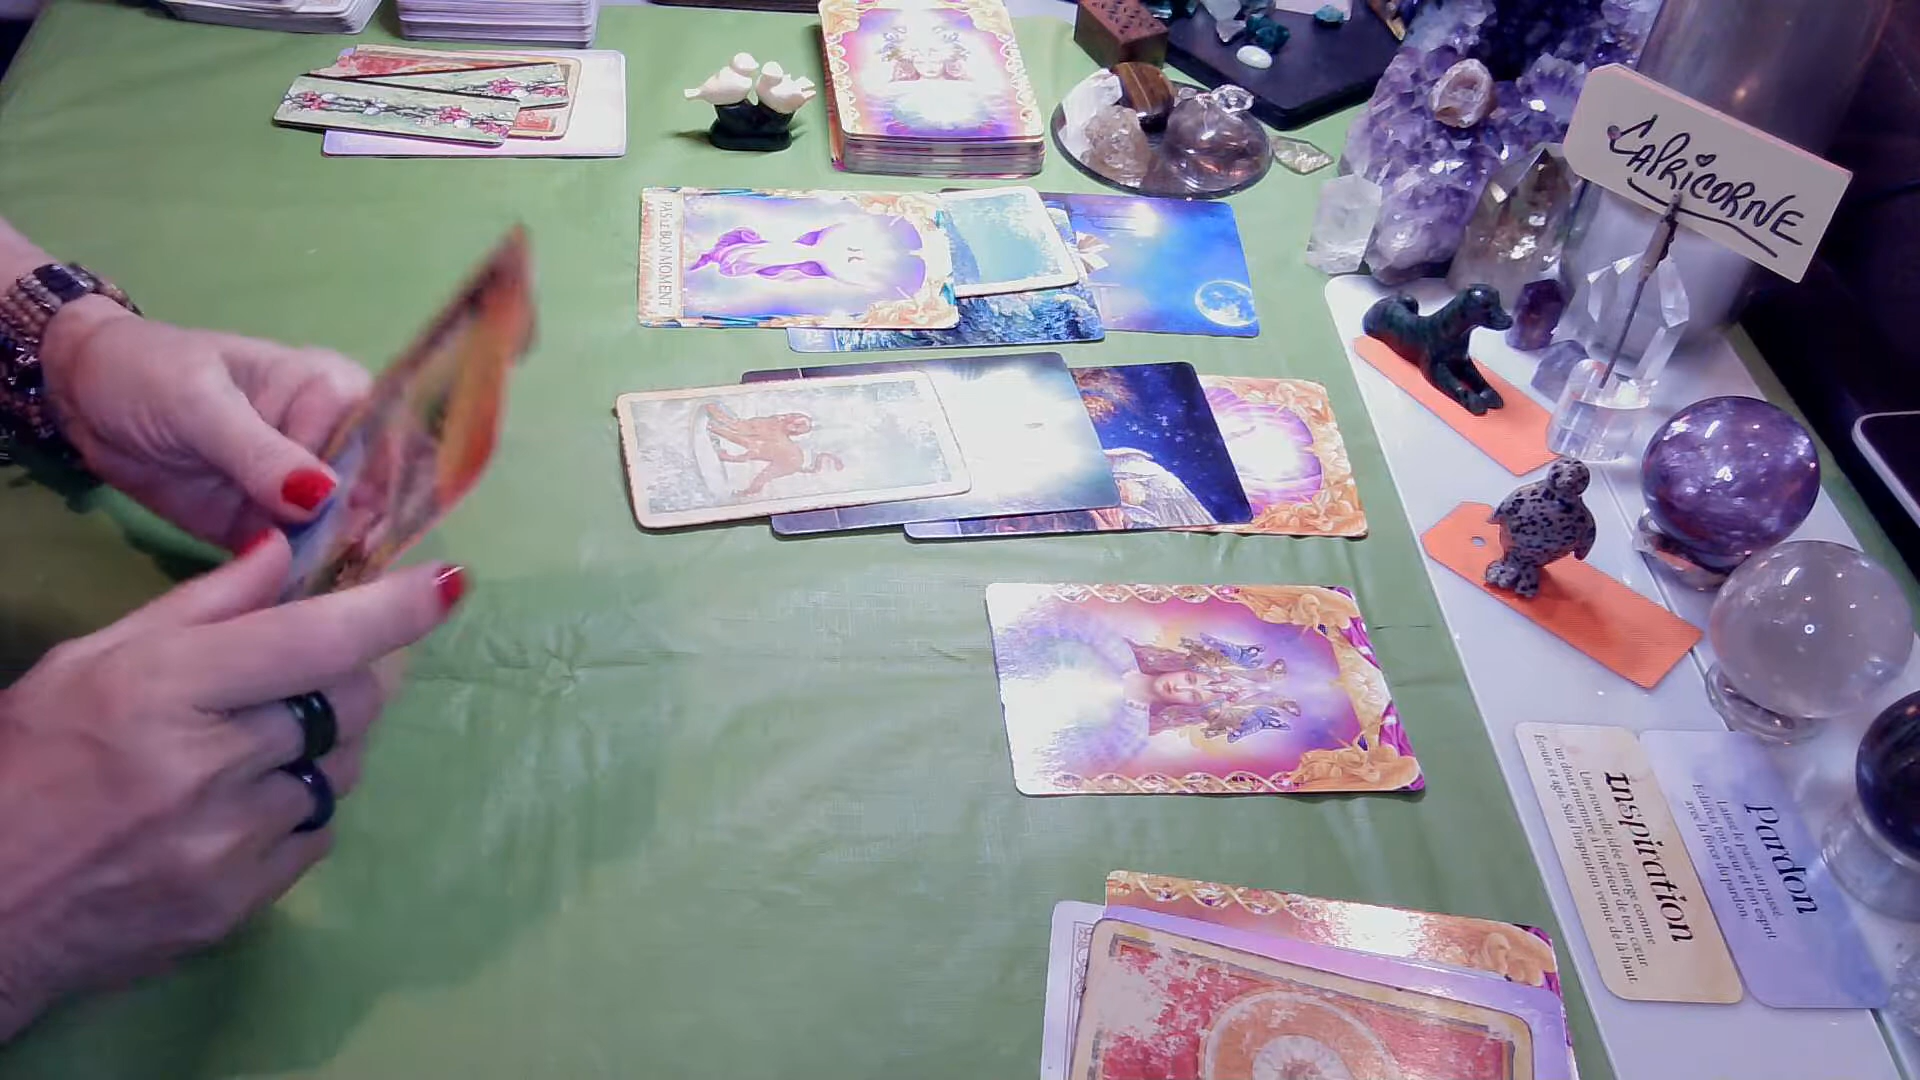 CAPRICORNE
PAS LE BON MOMENT
Inspiration
Une nouvelle idée émerge comme
un doux murmure à l'intérieur de ton cœur.
Écoute et agis. Suis l'inspiration venue de là-haut.
Pardon
Laisse le passé au passé.
Éclaircis ton cœur et ton esprit
avec la force du pardon.